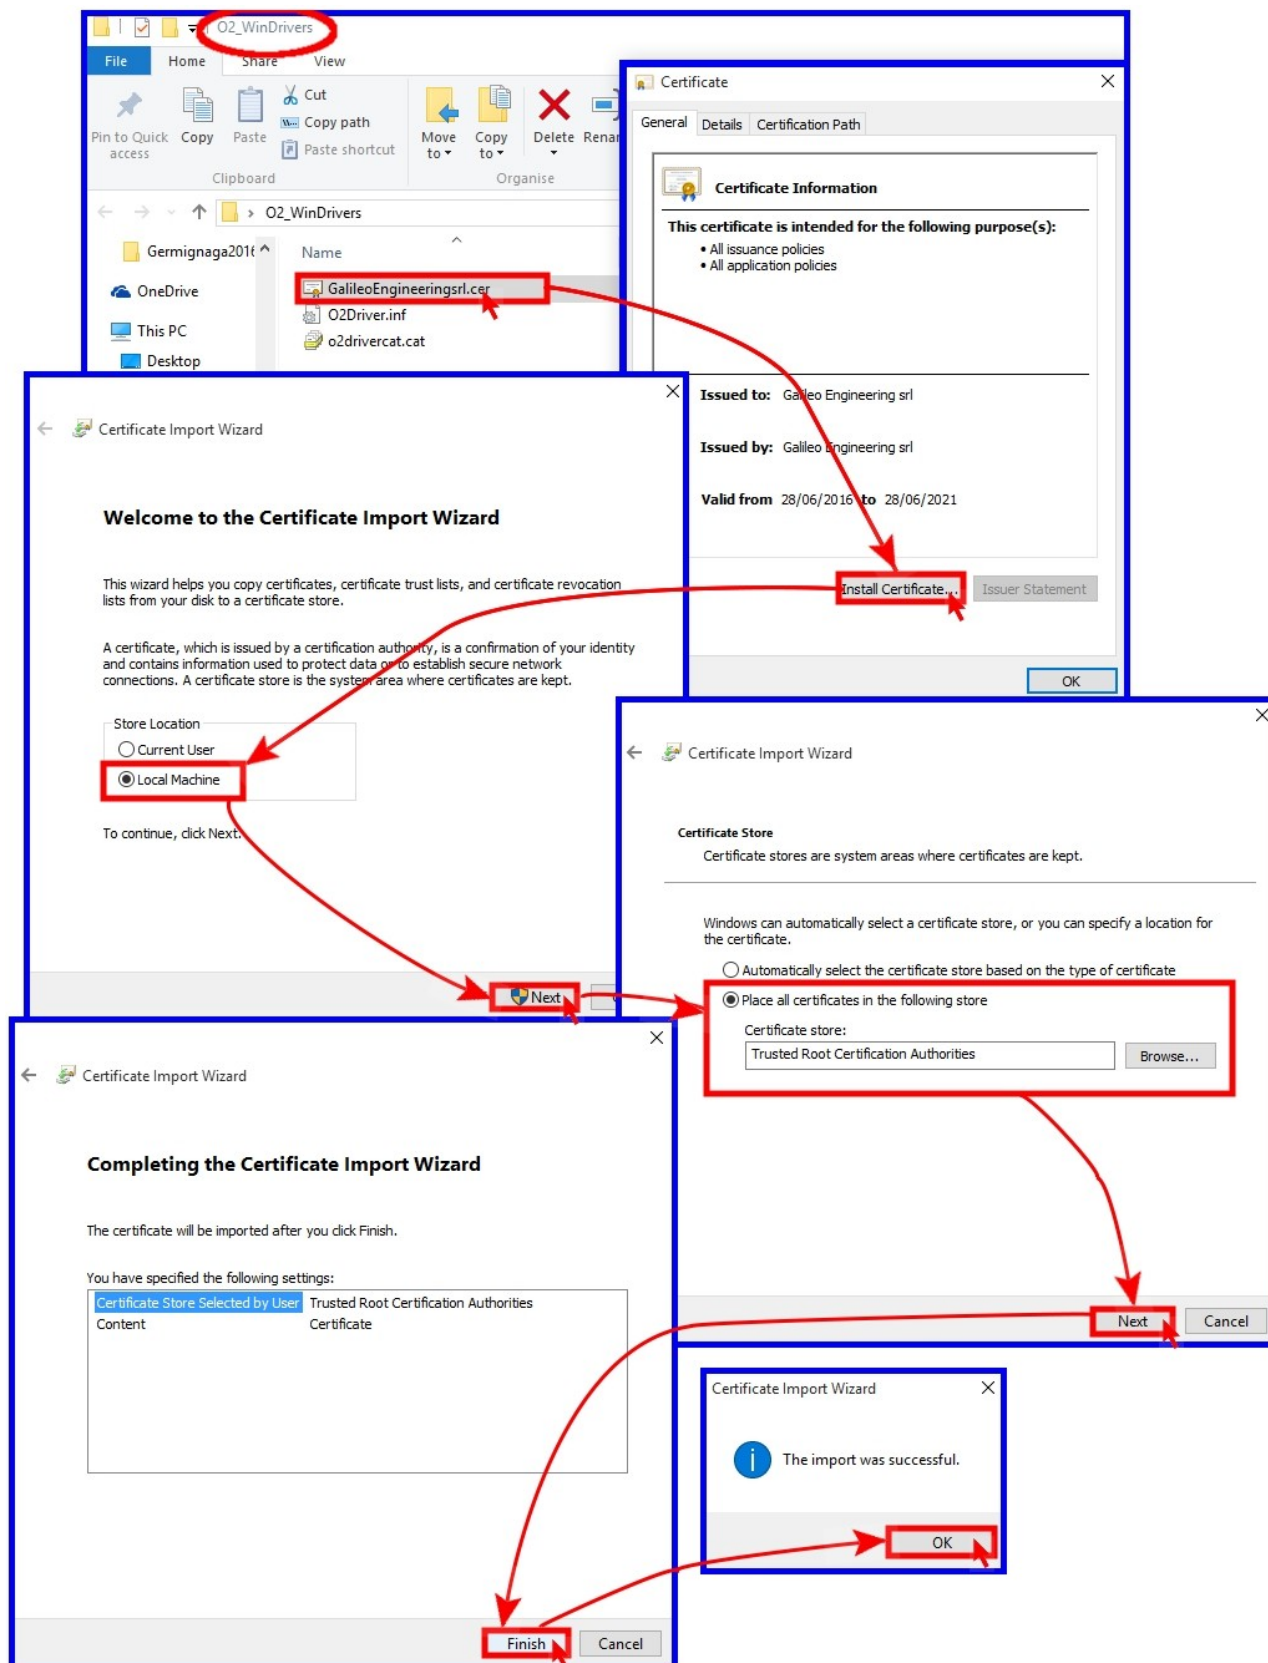 O2_WinDrivers
File Home Share View
Pin to Quick access
Copy
Paste
Cut
Copy path
Paste shortcut
Clipboard
Move to
Copy to
Delete
Organise
O2_WinDrivers
OneDrive
This PC
Desktop
Name
GalileoEngineeringsrl.cer
O2Driver.inf
o2drivercat.cat
Certificate
General Details Certification Path
Certificate Information
This certificate is intended for the following purpose(s):
• All issuance policies
• All application policies
Issued to: Galileo Engineering srl
Issued by: Galileo Engineering srl
Valid from 28/06/2016 to 28/06/2021
Install Certificate...
Issuer Statement
OK
Certificate Import Wizard
Welcome to the Certificate Import Wizard
This wizard helps you copy certificates, certificate trust lists, and certificate revocation
lists from your disk to a certificate store.
A certificate, which is issued by a certification authority, is a confirmation of your identity
and contains information used to protect data or to establish secure network
connections. A certificate store is the system area where certificates are kept.
Store Location
Current User
Local Machine
To continue, click Next.
Next
Certificate Import Wizard
Certificate Store
Certificate stores are system areas where certificates are kept.
Windows can automatically select a certificate store, or you can specify a location for
the certificate.
Automatically select the certificate store based on the type of certificate
Place all certificates in the following store
Certificate store:
Trusted Root Certification Authorities
Browse...
Next
Cancel
Certificate Import Wizard
Completing the Certificate Import Wizard
The certificate will be imported after you click Finish.
You have specified the following settings:
Certificate Store Selected by User Trusted Root Certification Authorities
Content Certificate
Finish
Cancel
Certificate Import Wizard
The import was successful.
OK